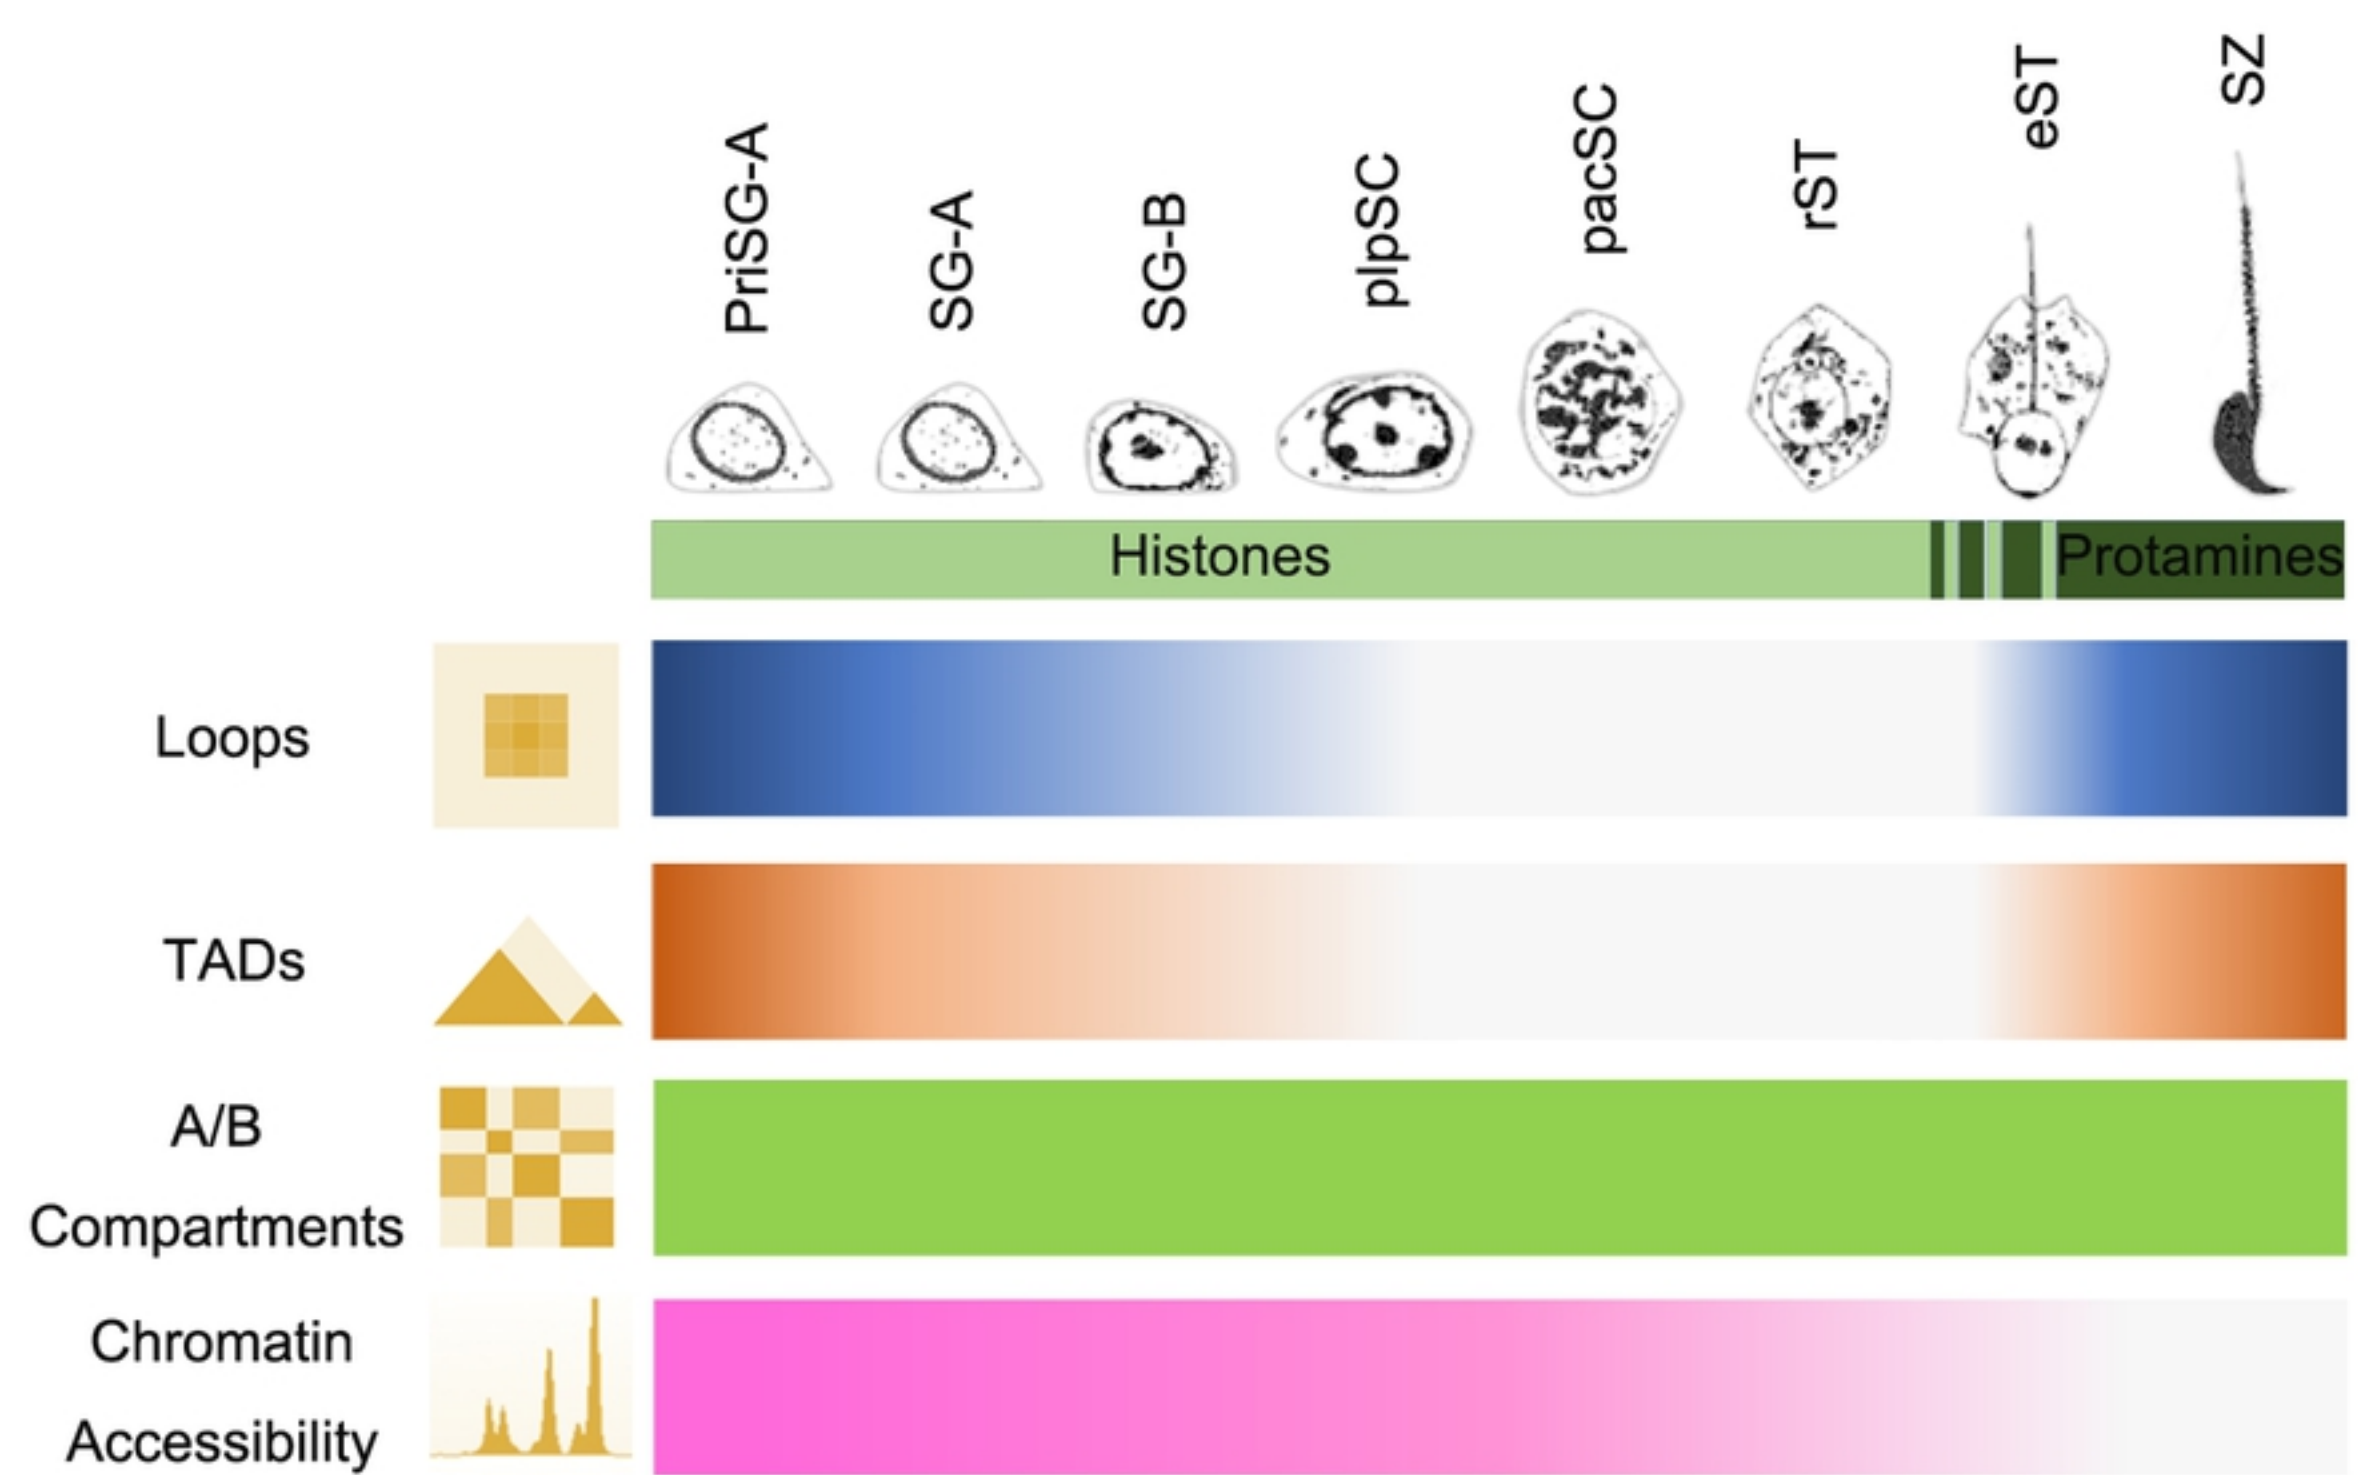 PriSG-A
SG-A
SG-B
plpSC
pacSC
rST
eST
SZ
Histones
Protamines
Loops
TADs
A/B
Compartments
Chromatin
Accessibility